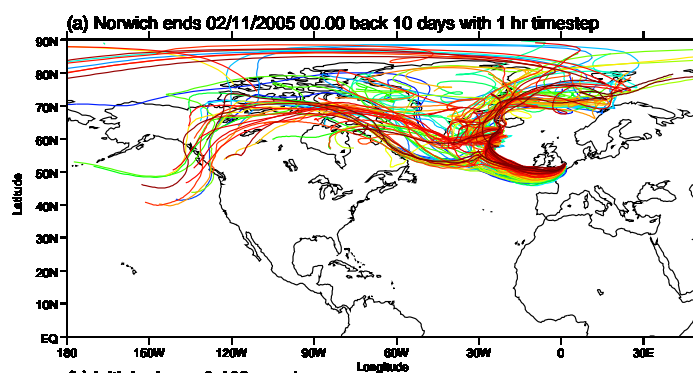 (a) Norwich ends 02/11/2005 00.00 back 10 days with 1 hr timestep
90N
80N
70N
60N
50N
40N
30N
20N
10N
EQ
Latitude
180 150W 120W 90W 60W 30W 0 30E
Longitude